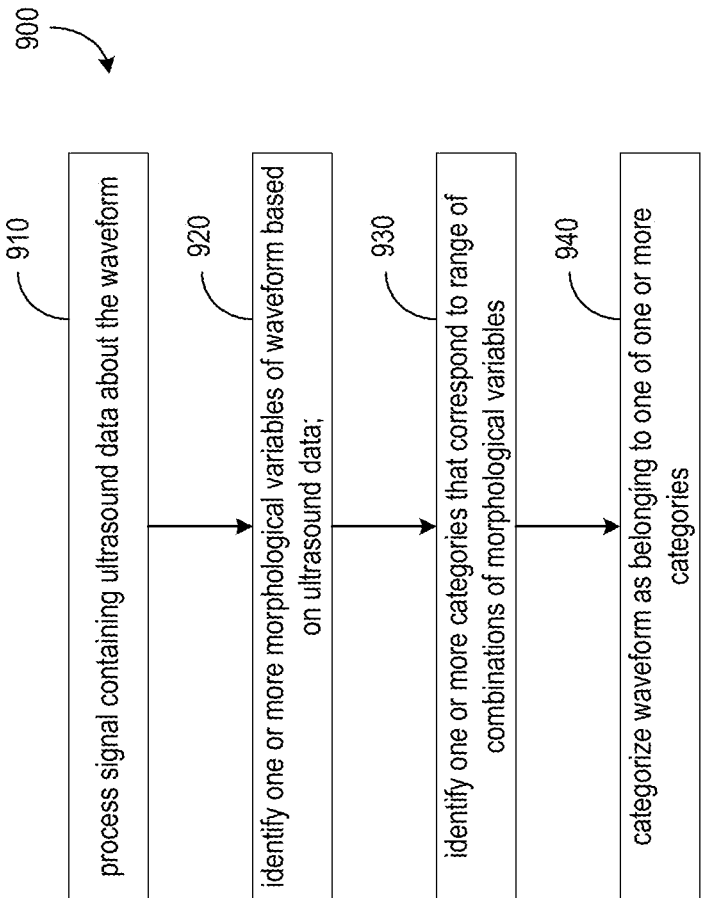 900
910
process signal containing ultrasound data about the waveform
920
identify one or more morphological variables of waveform based
on ultrasound data;
930
identify one or more categories that correspond to range of
combinations of morphological variables
940
categorize waveform as belonging to one of one or more
categories